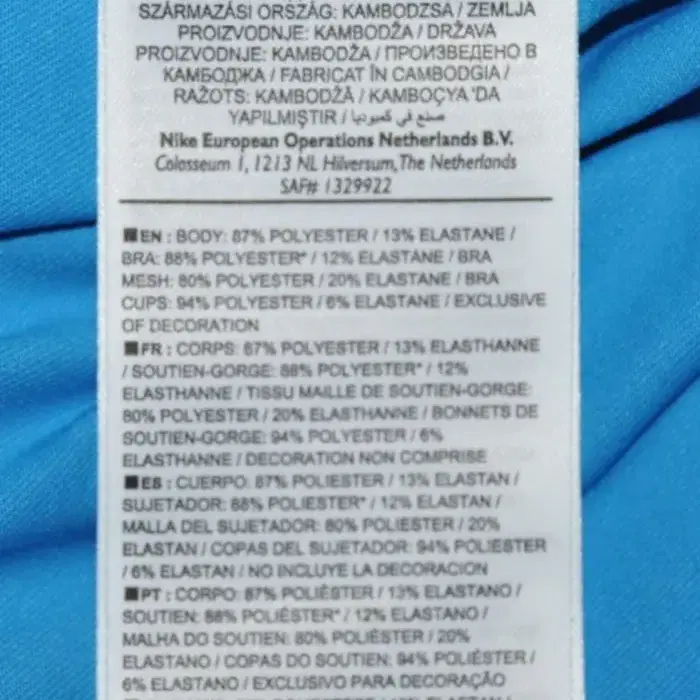 SZÁRMAZÁSI ORSZÁG: KAMBODZSA / ZEMLJA
PROIZVODNJE: KAMBODŽA / DRŽAVA
PROIZVODNJE: KAMBODŽA / ПРОИЗВЕДЕНО В
КАМБОДЖА / FABRICAT ÎN CAMBODGIA /
RAŽOTS: KAMBODŽĀ / KAMBOÇYA 'DA
YAPILMIŞTIR / صنع في كمبوديا
Nike European Operations Netherlands B.V.
Colosseum 1, 1213 NL Hilversum, The Netherlands
SAF# 1329922
EN : BODY: 87% POLYESTER / 13% ELASTANE /
BRA: 88% POLYESTER* / 12% ELASTANE / BRA
MESH: 80% POLYESTER / 20% ELASTANE / BRA
CUPS: 94% POLYESTER / 6% ELASTANE / EXCLUSIVE
OF DECORATION
FR : CORPS: 87% POLYESTER / 13% ELASTHANNE
/ SOUTIEN-GORGE: 88% POLYESTER* / 12%
ELASTHANNE / TISSU MAILLE DE SOUTIEN-GORGE:
80% POLYESTER / 20% ELASTHANNE / BONNETS DE
SOUTIEN-GORGE: 94% POLYESTER / 6%
ELASTHANNE / DECORATION NON COMPRISE
ES : CUERPO: 87% POLIESTER / 13% ELASTAN /
SUJETADOR: 88% POLIESTER* / 12% ELASTAN /
MALLA DEL SUJETADOR: 80% POLIESTER / 20%
ELASTAN / COPAS DEL SUJETADOR: 94% POLIESTER
/ 6% ELASTAN / NO INCLUYE LA DECORACION
PT : CORPO: 87% POLIÉSTER / 13% ELASTANO /
SOUTIEN: 88% POLIÉSTER* / 12% ELASTANO /
MALHA DO SOUTIEN: 80% POLIÉSTER / 20%
ELASTANO / COPAS DO SOUTIEN: 94% POLIÉSTER /
6% ELASTANO / EXCLUSIVO PARA DECORAÇÃO